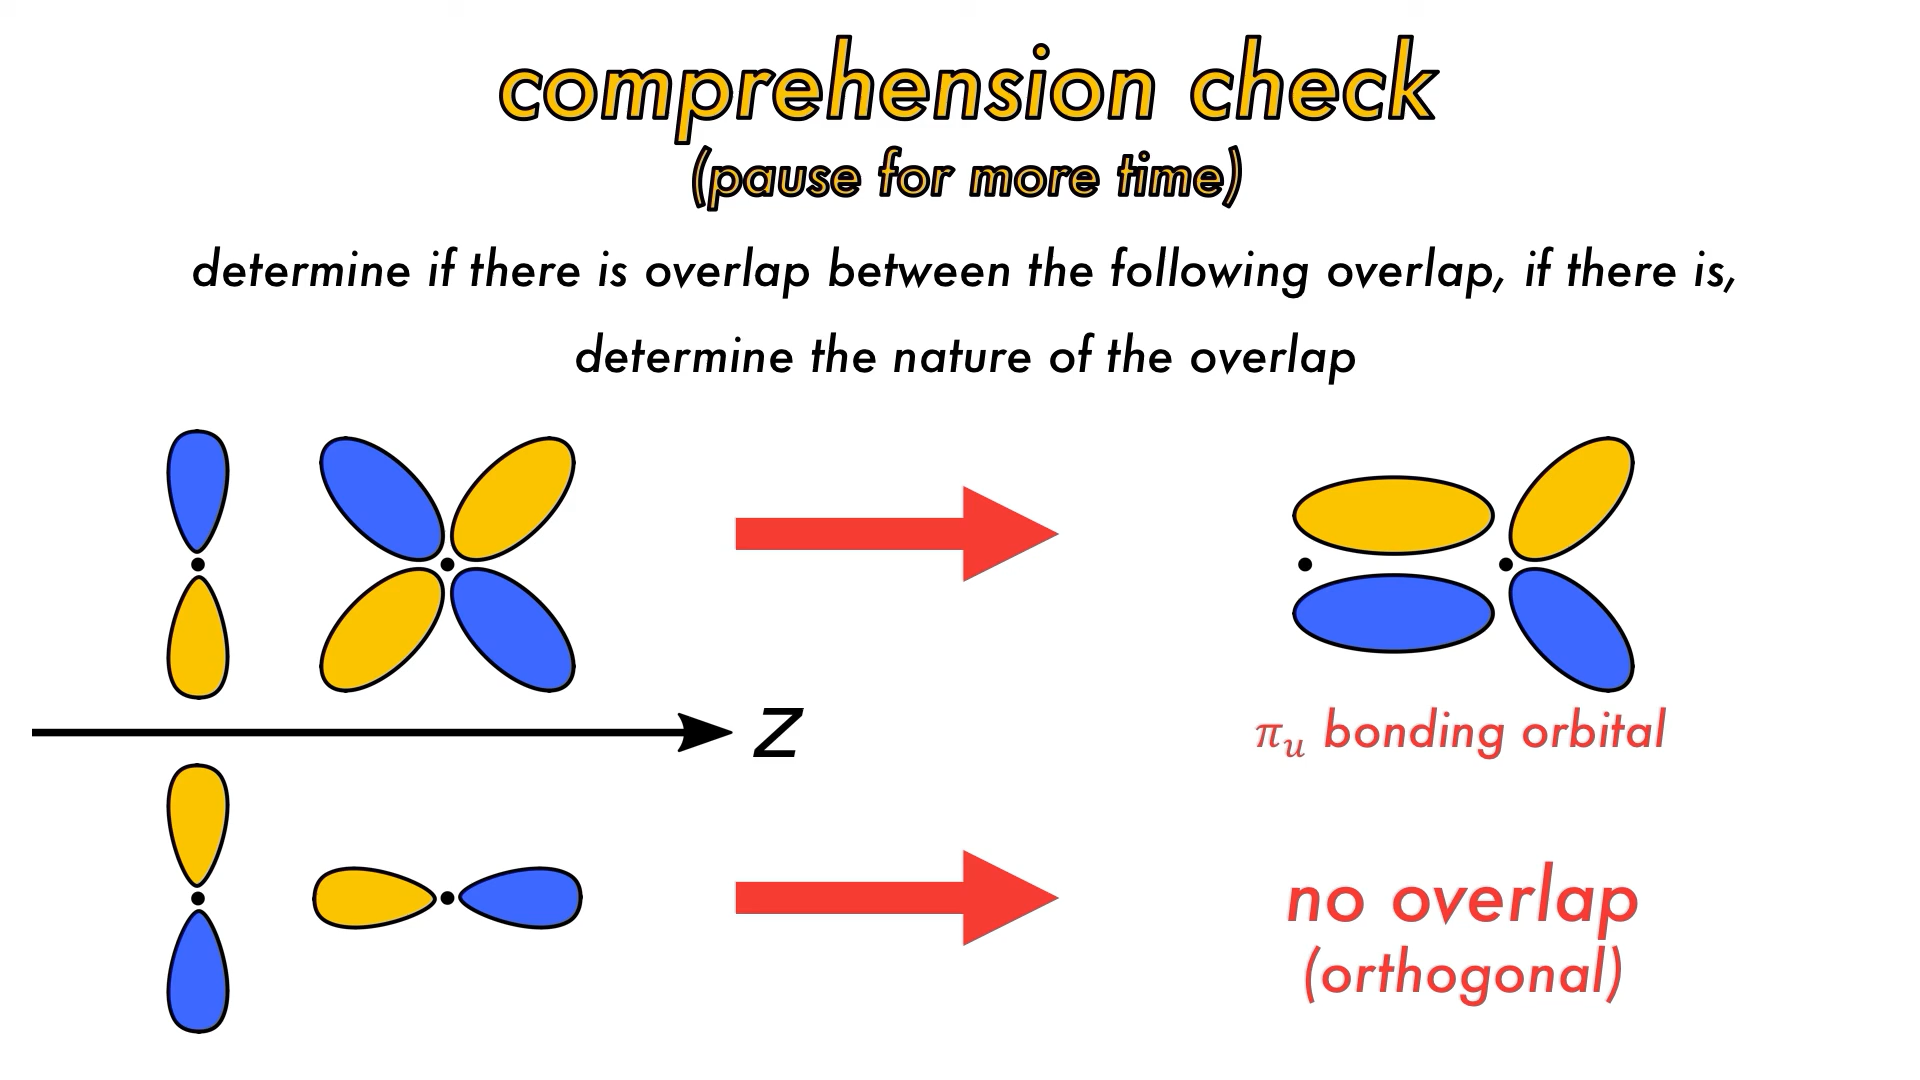 comprehension check
(pause for more time)
determine if there is overlap between the following overlap, if there is,
determine the nature of the overlap
z
πᵤ bonding orbital
no overlap
(orthogonal)